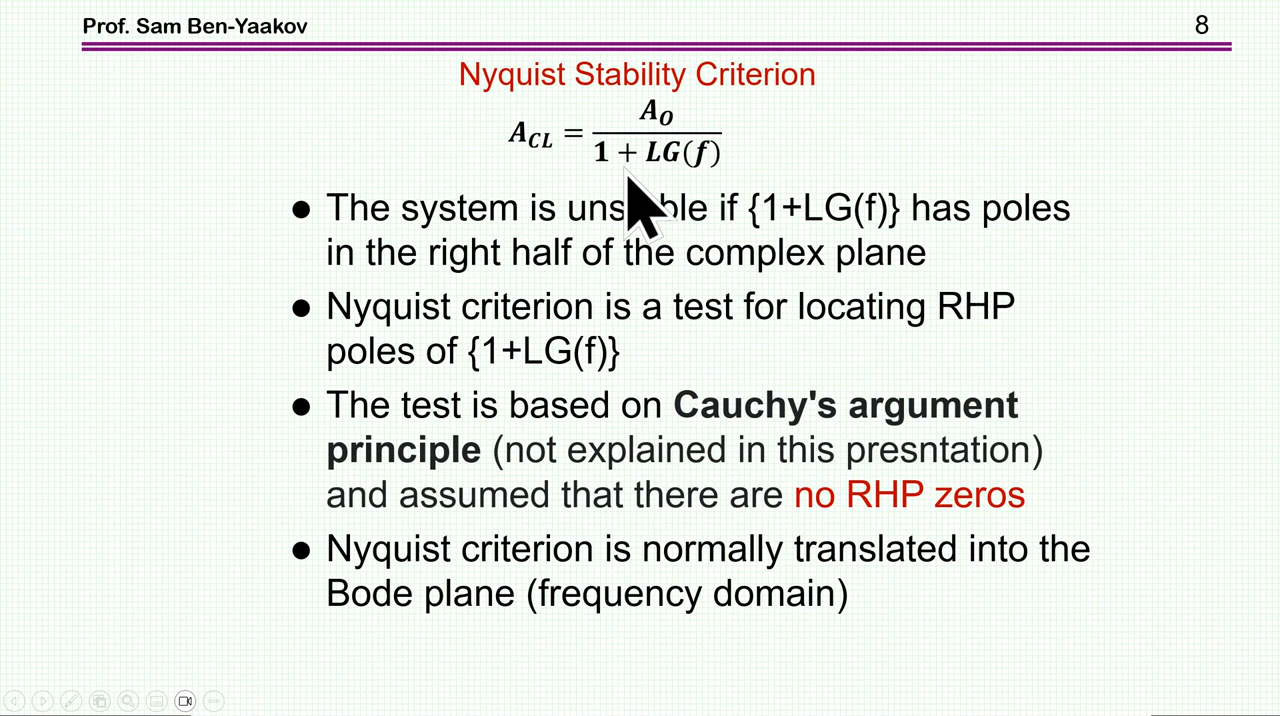 Prof. Sam Ben-Yaakov
8
Nyquist Stability Criterion
A_CL = A_O / (1 + LG(f))
● The system is unstable if {1+LG(f)} has poles
in the right half of the complex plane
● Nyquist criterion is a test for locating RHP
poles of {1+LG(f)}
● The test is based on Cauchy's argument
principle (not explained in this presntation)
and assumed that there are no RHP zeros
● Nyquist criterion is normally translated into the
Bode plane (frequency domain)